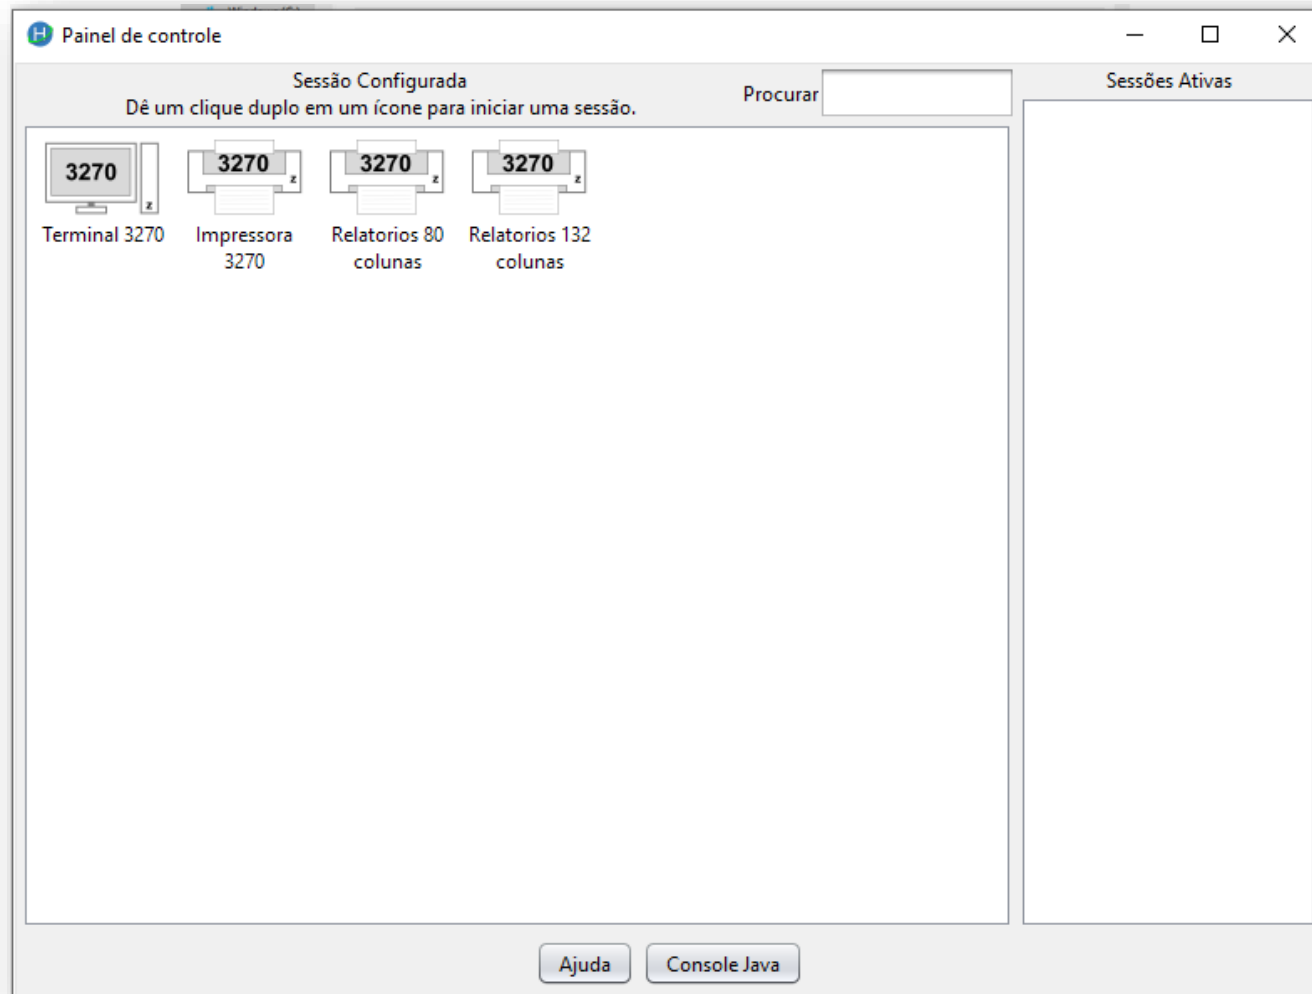 Painel de controle
Sessão Configurada
Dê um clique duplo em um ícone para iniciar uma sessão.
Procurar
Sessões Ativas
3270
z
Terminal 3270
3270
z
Impressora
3270
3270
z
Relatorios 80
colunas
3270
z
Relatorios 132
colunas
Ajuda
Console Java